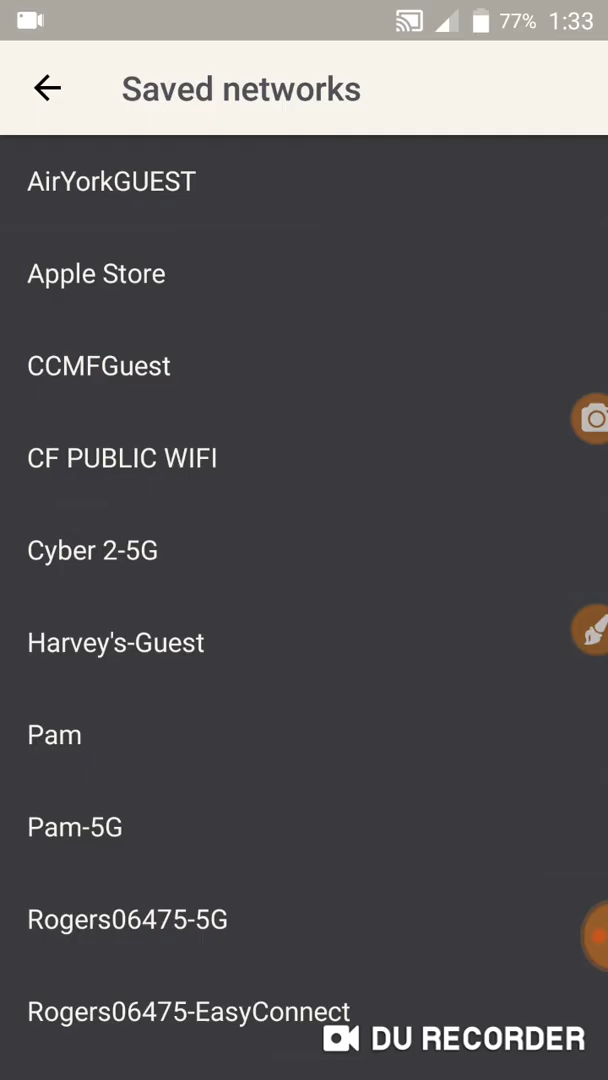 77% 1:33
Saved networks
AirYorkGUEST
Apple Store
CCMFGuest
CF PUBLIC WIFI
Cyber 2-5G
Harvey's-Guest
Pam
Pam-5G
Rogers06475-5G
Rogers06475-EasyConnect
DU RECORDER